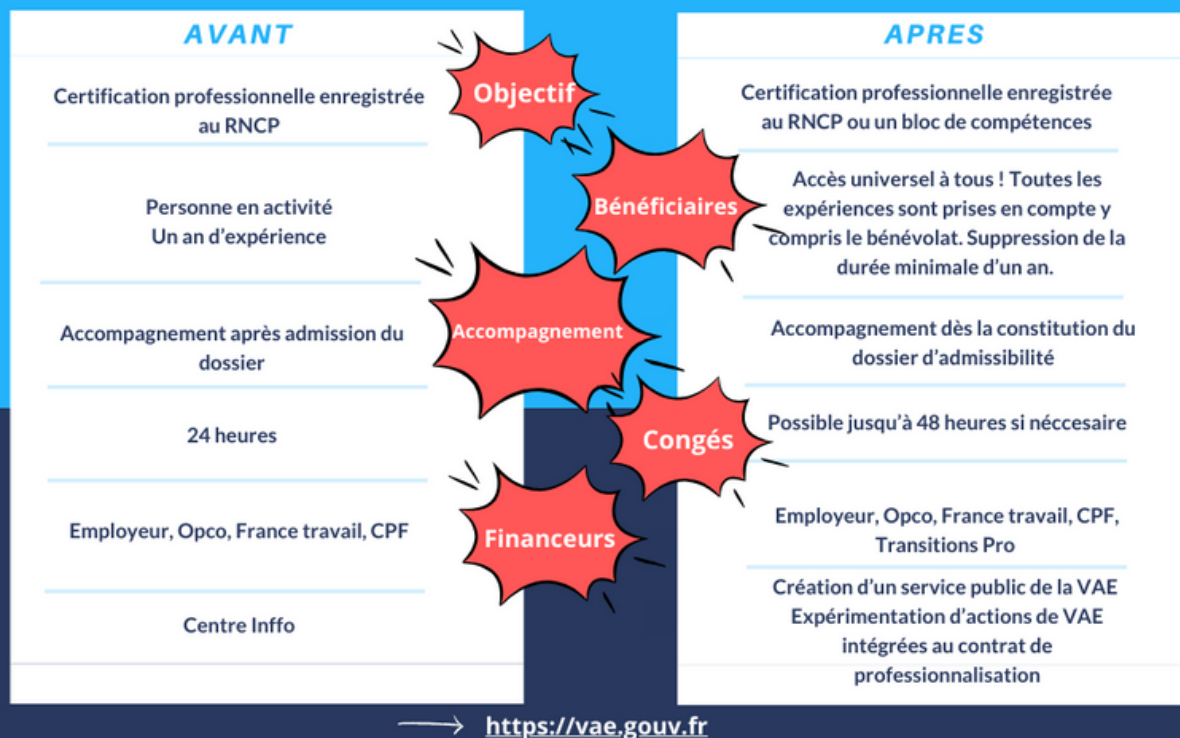 AVANT
Certification professionnelle enregistrée
au RNCP
Personne en activité
Un an d'expérience
Accompagnement après admission du
dossier
24 heures
Employeur, Opco, France travail, CPF
Centre Inffo
Objectif
Bénéficiaires
Accompagnement
Congés
Financeurs
APRES
Certification professionnelle enregistrée
au RNCP ou un bloc de compétences
Accès universel à tous ! Toutes les
expériences sont prises en compte y
compris le bénévolat. Suppression de la
durée minimale d'un an.
Accompagnement dès la constitution du
dossier d'admissibilité
Possible jusqu'à 48 heures si néccesaire
Employeur, Opco, France travail, CPF,
Transitions Pro
Création d'un service public de la VAE
Expérimentation d'actions de VAE
intégrées au contrat de
professionnalisation
https://vae.gouv.fr